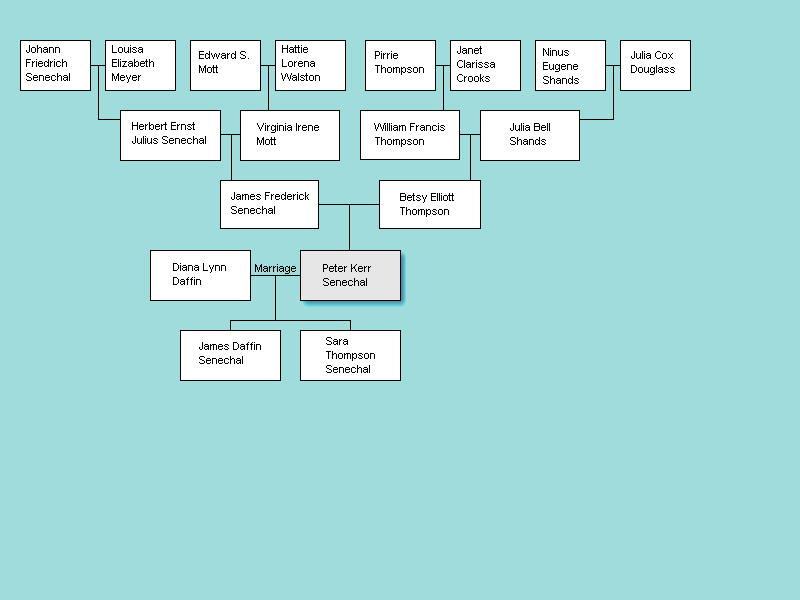 Johann
Friedrich
Senechal
Louisa
Elizabeth
Meyer
Edward S.
Mott
Hattie
Lorena
Walston
Pirrie
Thompson
Janet
Clarissa
Crooks
Ninus
Eugene
Shands
Julia Cox
Douglass
Herbert Ernst
Julius Senechal
Virginia Irene
Mott
William Francis
Thompson
Julia Bell
Shands
James Frederick
Senechal
Betsy Elliott
Thompson
Diana Lynn
Daffin
Marriage
Peter Kerr
Senechal
James Daffin
Senechal
Sara
Thompson
Senechal